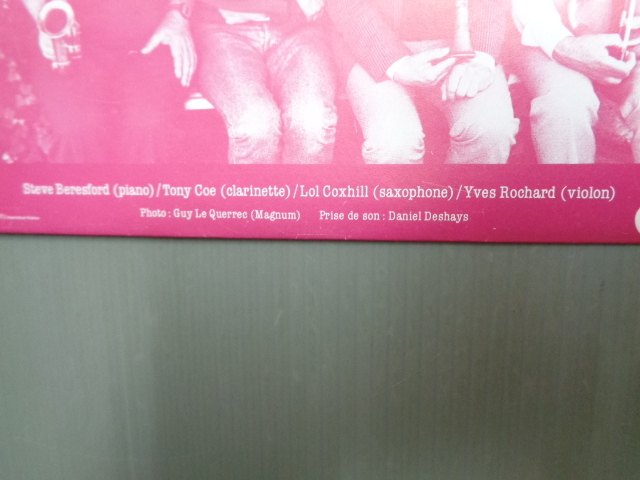 Steve Beresford (piano) / Tony Coe (clarinette) / Lol Coxhill (saxophone) / Yves Rochard (violon)
Photo : Guy Le Querrec (Magnum) Prise de son : Daniel Deshays